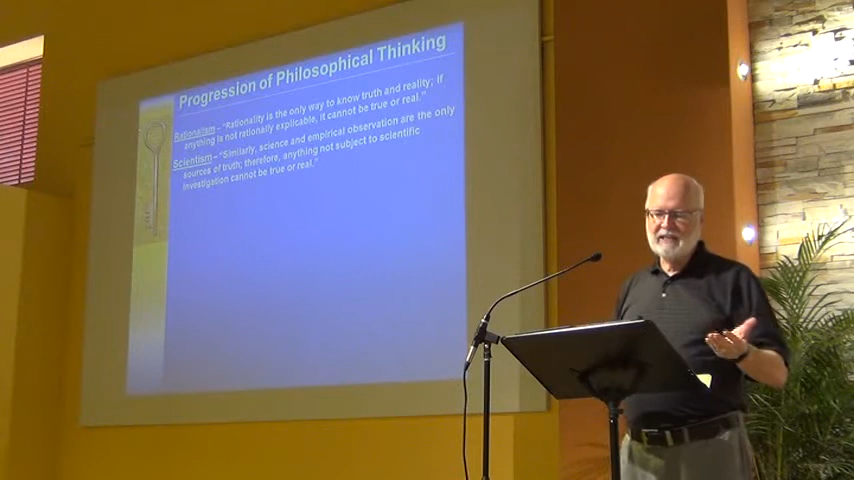 Progression of Philosophical Thinking
Rationalism – "Rationality is the only way to know truth and reality; if
anything is not rationally explicable, it cannot be true or real."
Scientism – "Similarly, science and empirical observation are the only
sources of truth; therefore, anything not subject to scientific
investigation cannot be true or real."